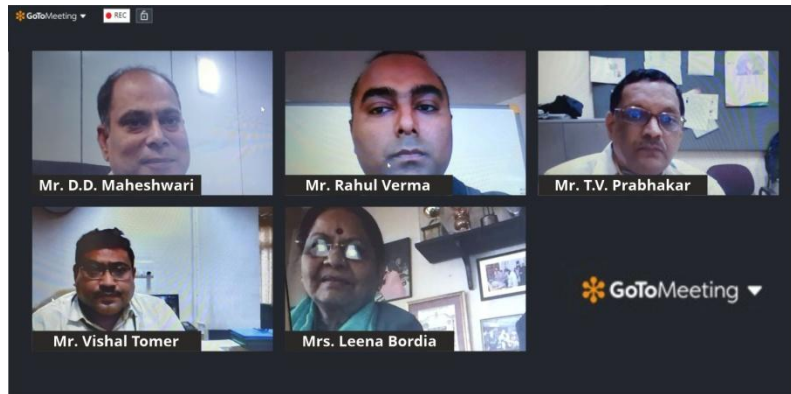 GoToMeeting
REC
Mr. D.D. Maheshwari
Mr. Rahul Verma
Mr. T.V. Prabhakar
Mr. Vishal Tomer
Mrs. Leena Bordia
GoToMeeting